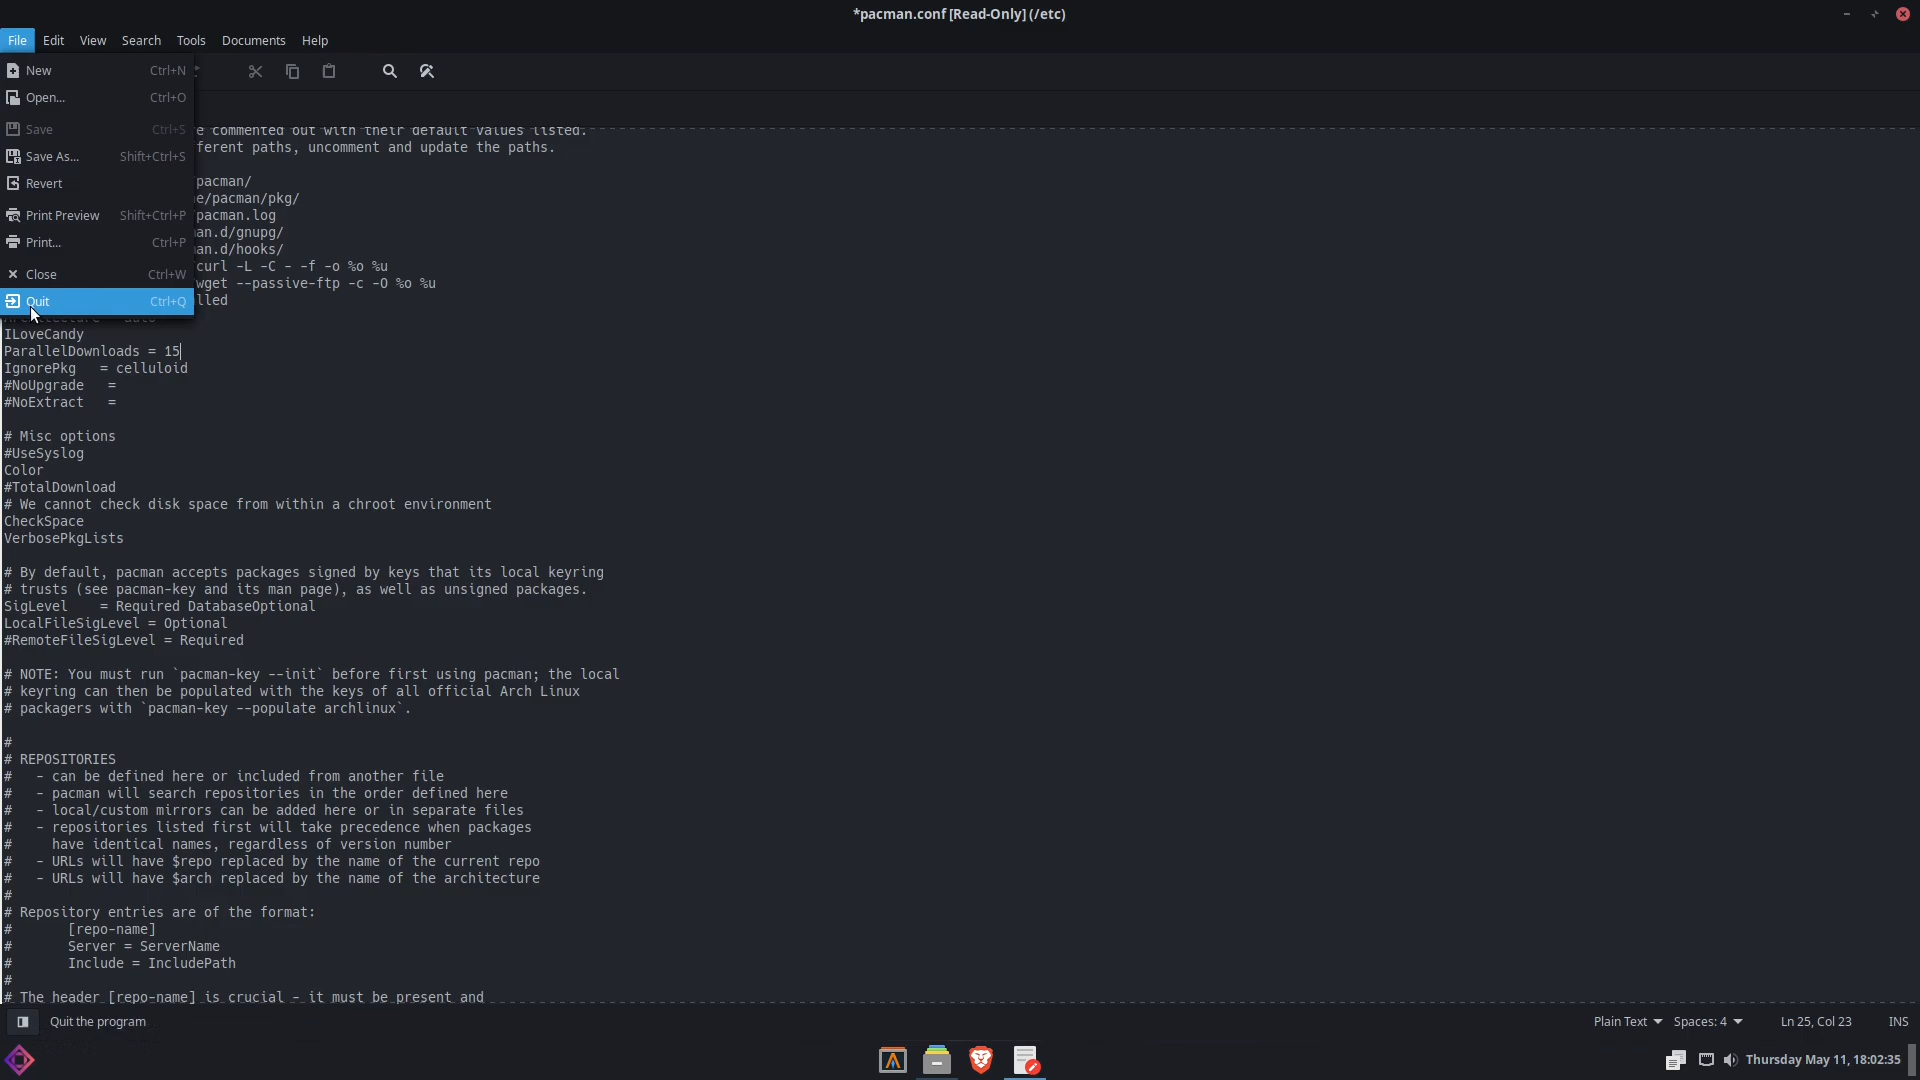 *pacman.conf [Read-Only] (/etc)
File Edit View Search Tools Documents Help
New Ctrl+N
Open... Ctrl+O
Save Ctrl+S
Save As... Shift+Ctrl+S
Revert
Print Preview Shift+Ctrl+P
Print... Ctrl+P
Close Ctrl+W
Quit Ctrl+Q
e commented out with their default values listed.
ferent paths, uncomment and update the paths.
pacman/
e/pacman/pkg/
pacman.log
an.d/gnupg/
an.d/hooks/
curl -L -C - -f -o %o %u
wget --passive-ftp -c -O %o %u
lled
ILoveCandy
ParallelDownloads = 15
IgnorePkg   = celluloid
#NoUpgrade   =
#NoExtract   =
# Misc options
#UseSyslog
Color
#TotalDownload
# We cannot check disk space from within a chroot environment
CheckSpace
VerbosePkgLists
# By default, pacman accepts packages signed by keys that its local keyring
# trusts (see pacman-key and its man page), as well as unsigned packages.
SigLevel    = Required DatabaseOptional
LocalFileSigLevel = Optional
#RemoteFileSigLevel = Required
# NOTE: You must run `pacman-key --init` before first using pacman; the local
# keyring can then be populated with the keys of all official Arch Linux
# packagers with `pacman-key --populate archlinux`.
#
# REPOSITORIES
#   - can be defined here or included from another file
#   - pacman will search repositories in the order defined here
#   - local/custom mirrors can be added here or in separate files
#   - repositories listed first will take precedence when packages
#     have identical names, regardless of version number
#   - URLs will have $repo replaced by the name of the current repo
#   - URLs will have $arch replaced by the name of the architecture
#
# Repository entries are of the format:
#       [repo-name]
#       Server = ServerName
#       Include = IncludePath
#
# The header [repo-name] is crucial - it must be present and
Quit the program Plain Text Spaces: 4 Ln 25, Col 23 INS
Thursday May 11, 18:02:35